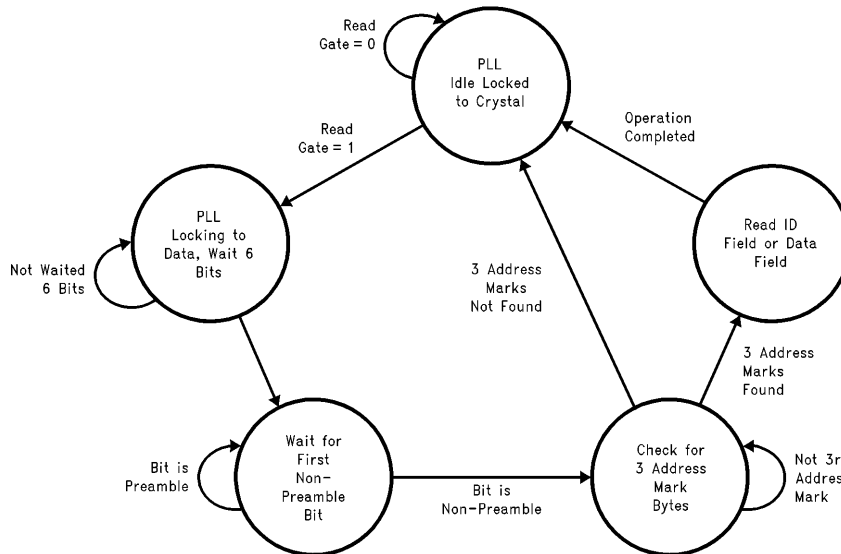 Read
Gate = 0
PLL
Idle Locked
to Crystal
Operation
Completed
Read
Gate = 1
PLL
Locking to
Data, Wait 6
Bits
Read ID
Field or Data
Field
Not Waited
6 Bits
3 Address
Marks
Not Found
3 Address
Marks
Found
Wait for
First
Non-
Preamble
Bit
Check for
3 Address
Mark
Bytes
Bit is
Preamble
Bit is
Non-Preamble
Not
Address
Mark